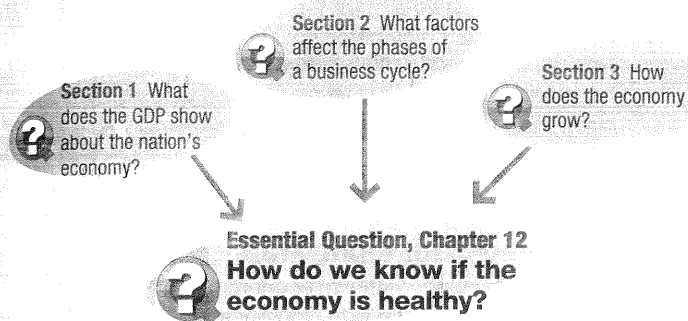 Section 1 What
does the GDP show
about the nation's
economy?
Section 2 What factors
affect the phases of
a business cycle?
Section 3 How
does the economy
grow?
Essential Question, Chapter 12
How do we know if the
economy is healthy?